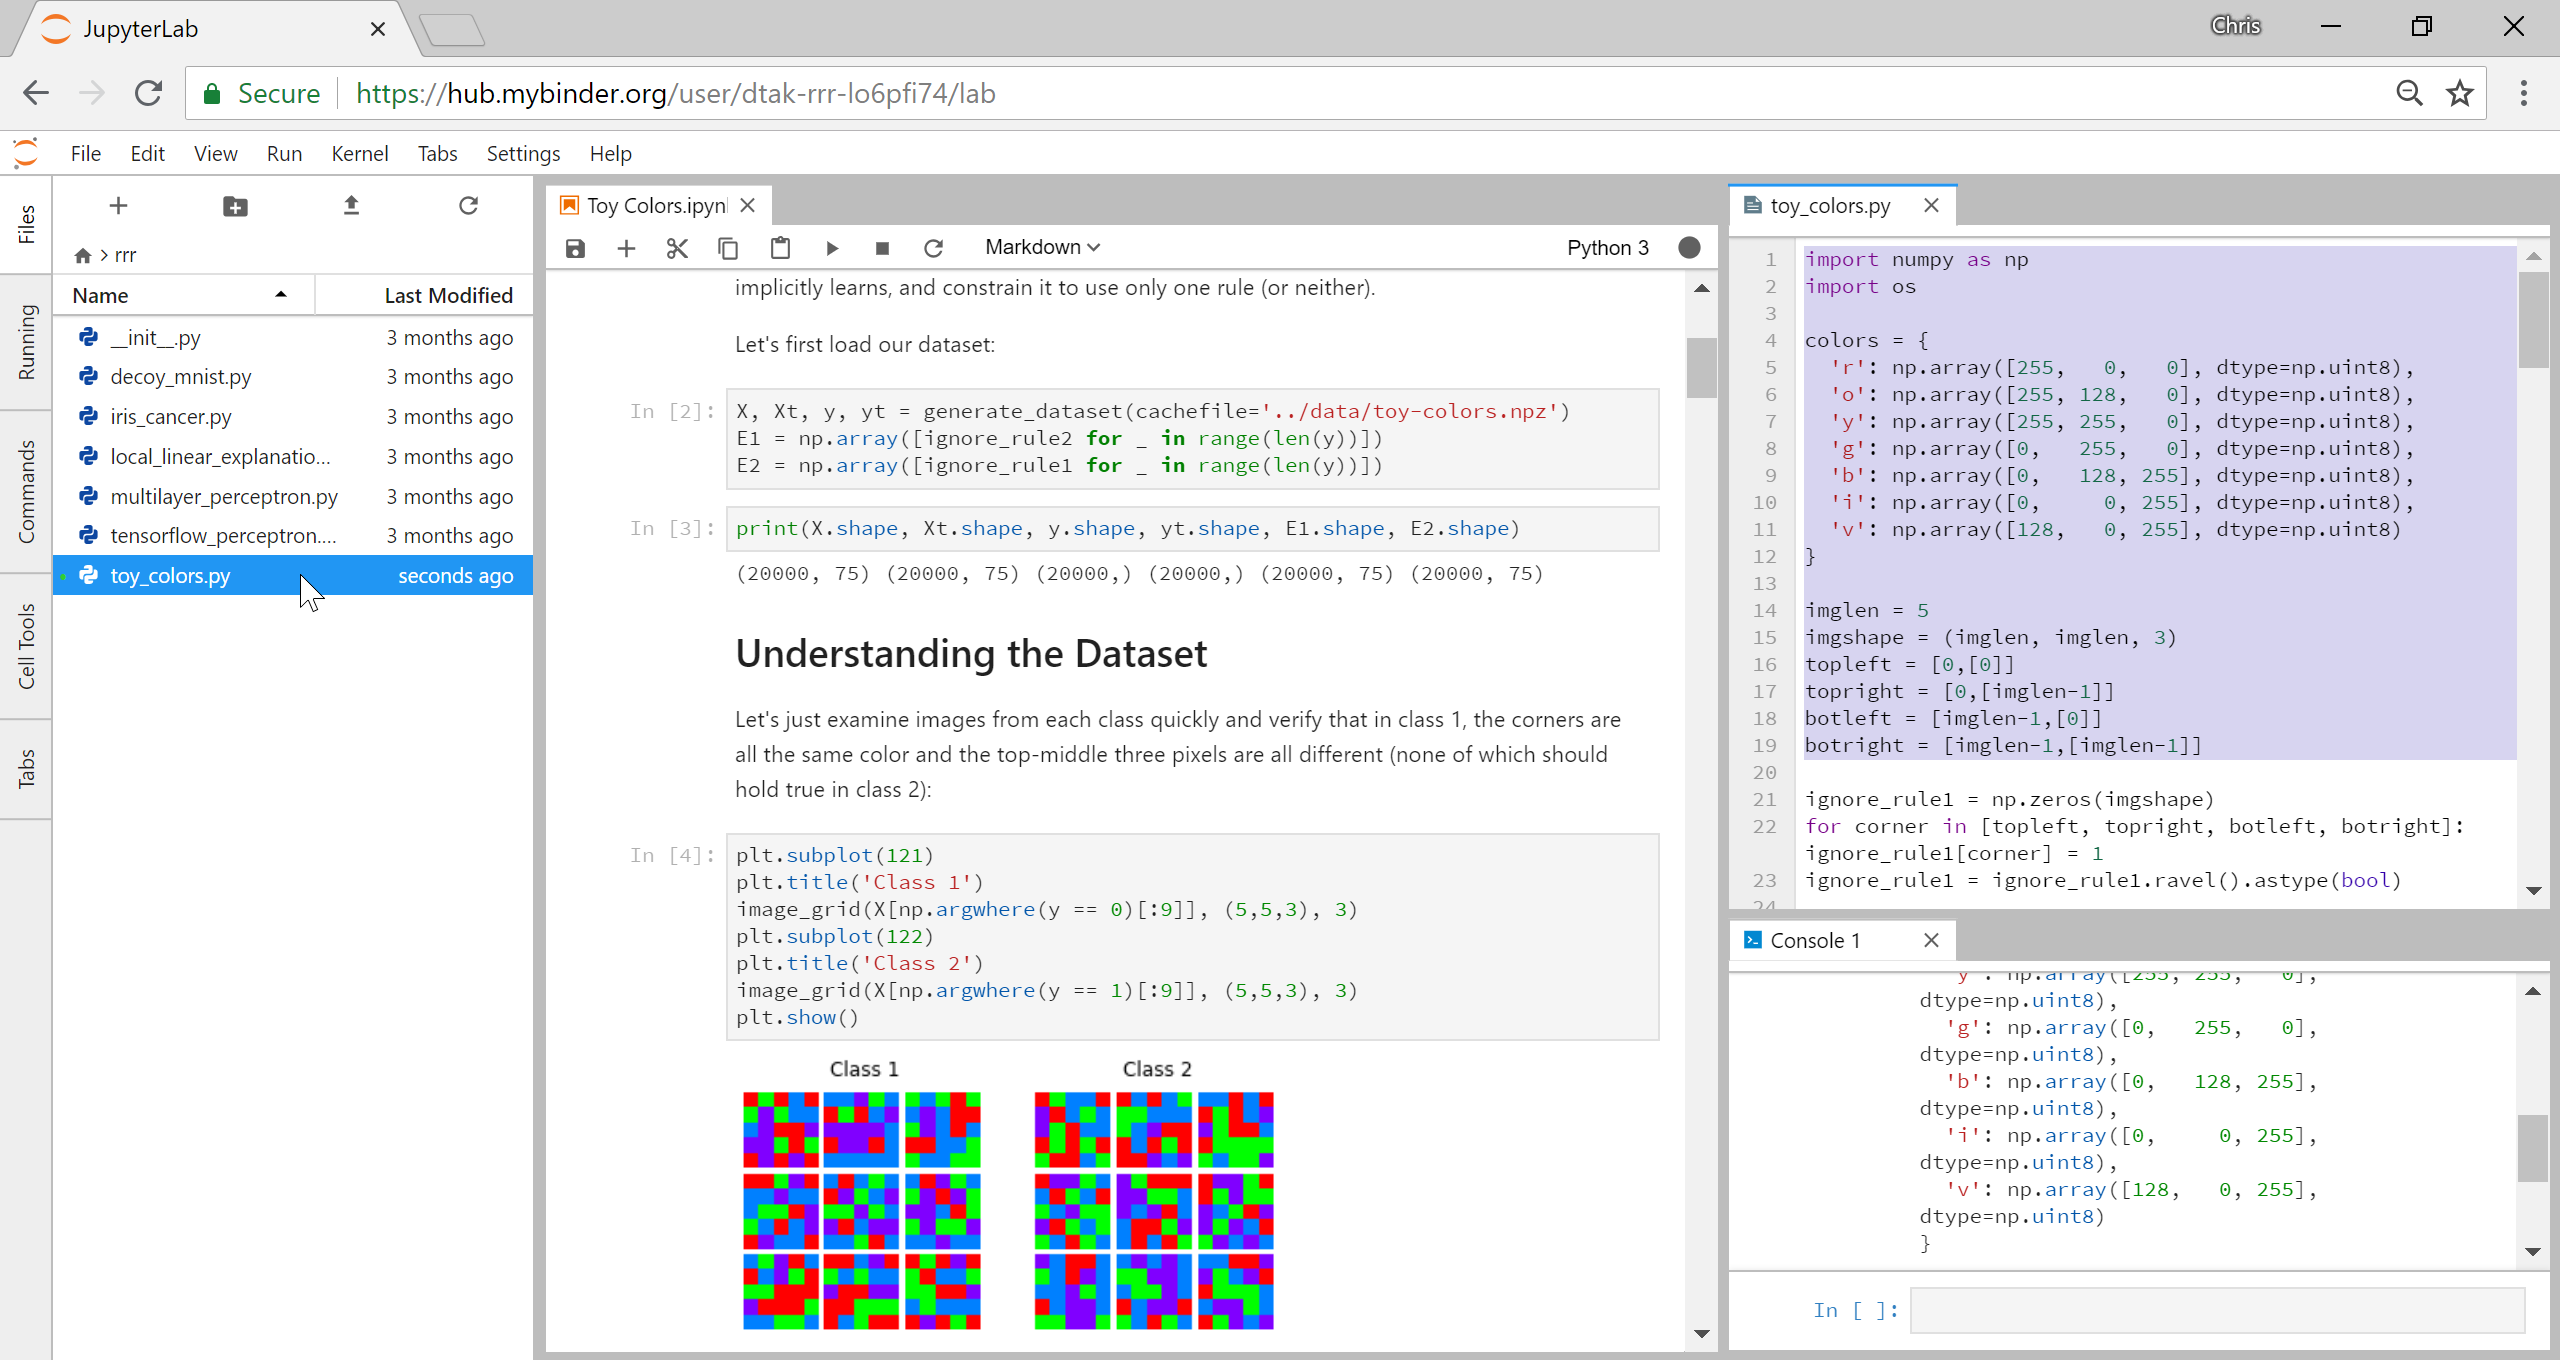 JupyterLab
Chris
Secure
https://hub.mybinder.org/user/dtak-rrr-lo6pfi74/lab
File Edit View Run Kernel Tabs Settings Help
Files
Running
Commands
Cell Tools
Tabs
rrr
Name Last Modified
__init__.py 3 months ago
decoy_mnist.py 3 months ago
iris_cancer.py 3 months ago
local_linear_explanatio... 3 months ago
multilayer_perceptron.py 3 months ago
tensorflow_perceptron.... 3 months ago
toy_colors.py seconds ago
Toy Colors.ipyn
Markdown
Python 3
implicitly learns, and constrain it to use only one rule (or neither).
Let's first load our dataset:
In [2]:
X, Xt, y, yt = generate_dataset(cachefile='../data/toy-colors.npz')
E1 = np.array([ignore_rule2 for _ in range(len(y))])
E2 = np.array([ignore_rule1 for _ in range(len(y))])
In [3]:
print(X.shape, Xt.shape, y.shape, yt.shape, E1.shape, E2.shape)
(20000, 75) (20000, 75) (20000,) (20000,) (20000, 75) (20000, 75)
Understanding the Dataset
Let's just examine images from each class quickly and verify that in class 1, the corners are
all the same color and the top-middle three pixels are all different (none of which should
hold true in class 2):
In [4]:
plt.subplot(121)
plt.title('Class 1')
image_grid(X[np.argwhere(y == 0)[:9]], (5,5,3), 3)
plt.subplot(122)
plt.title('Class 2')
image_grid(X[np.argwhere(y == 1)[:9]], (5,5,3), 3)
plt.show()
Class 1 Class 2
toy_colors.py
1 import numpy as np
2 import os
3
4 colors = {
5   'r': np.array([255,   0,   0], dtype=np.uint8),
6   'o': np.array([255, 128,   0], dtype=np.uint8),
7   'y': np.array([255, 255,   0], dtype=np.uint8),
8   'g': np.array([0,   255,   0], dtype=np.uint8),
9   'b': np.array([0,   128, 255], dtype=np.uint8),
10   'i': np.array([0,     0, 255], dtype=np.uint8),
11   'v': np.array([128,   0, 255], dtype=np.uint8)
12 }
13
14 imglen = 5
15 imgshape = (imglen, imglen, 3)
16 topleft = [0,[0]]
17 topright = [0,[imglen-1]]
18 botleft = [imglen-1,[0]]
19 botright = [imglen-1,[imglen-1]]
20
21 ignore_rule1 = np.zeros(imgshape)
22 for corner in [topleft, topright, botleft, botright]:
ignore_rule1[corner] = 1
23 ignore_rule1 = ignore_rule1.ravel().astype(bool)
24
Console 1
'y': np.array([255, 255,   0],
dtype=np.uint8),
'g': np.array([0,   255,   0],
dtype=np.uint8),
'b': np.array([0,   128, 255],
dtype=np.uint8),
'i': np.array([0,     0, 255],
dtype=np.uint8),
'v': np.array([128,   0, 255],
dtype=np.uint8)
}
In [ ]: